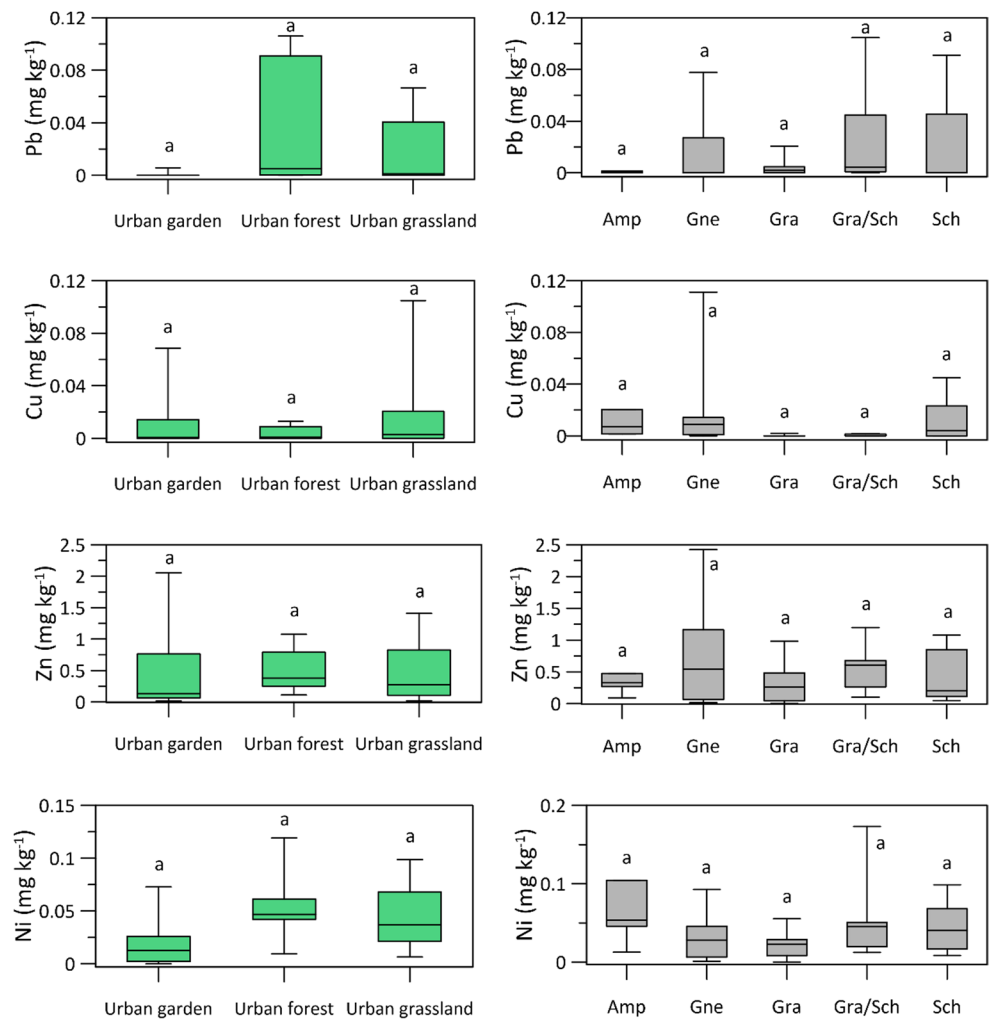 0.12
0.08
0.04
0
Pb (mg kg-1)
a
a
a
Urban garden Urban forest Urban grassland
0.12
0.08
0.04
0
Pb (mg kg-1)
a
a
a
a
a
Amp Gne Gra Gra/Sch Sch
0.12
0.08
0.04
0
Cu (mg kg-1)
a
a
a
Urban garden Urban forest Urban grassland
0.12
0.08
0.04
0
Cu (mg kg-1)
a
a
a
a
a
Amp Gne Gra Gra/Sch Sch
2.5
2
1.5
1
0.5
0
Zn (mg kg-1)
a
a
a
Urban garden Urban forest Urban grassland
2.5
2
1.5
1
0.5
0
Zn (mg kg-1)
a
a
a
a
a
Amp Gne Gra Gra/Sch Sch
0.15
0.1
0.05
0
Ni (mg kg-1)
a
a
a
Urban garden Urban forest Urban grassland
0.2
0.1
0
Ni (mg kg-1)
a
a
a
a
a
Amp Gne Gra Gra/Sch Sch